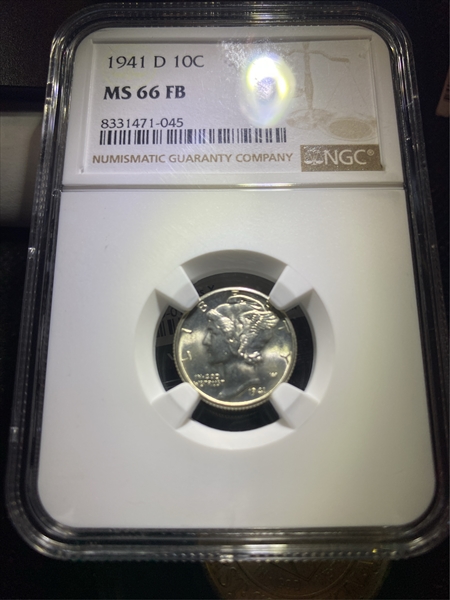 1941 D 10C
MS 66 FB
8331471-045
NUMISMATIC GUARANTY COMPANY NGC®
LIBERTY
IN GOD
WE TRUST
1941